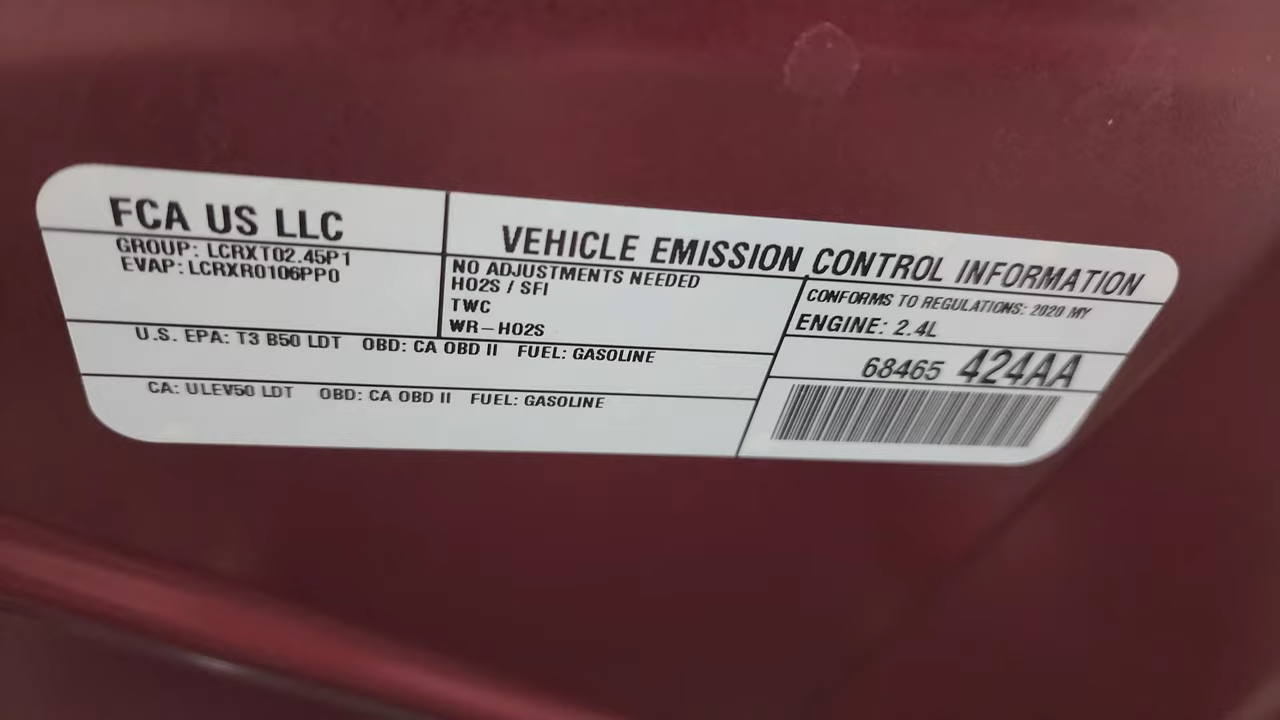 FCA US LLC
GROUP: LCRXT02.45P1
EVAP: LCRXR0106PP0
VEHICLE EMISSION CONTROL INFORMATION
NO ADJUSTMENTS NEEDED
HO2S / SFI
TWC
WR-HO2S
CONFORMS TO REGULATIONS: 2020 MY
ENGINE: 2.4L
U.S. EPA: T3 B50 LDT OBD: CA OBD II FUEL: GASOLINE
CA: ULEV50 LDT OBD: CA OBD II FUEL: GASOLINE
68465 424AA